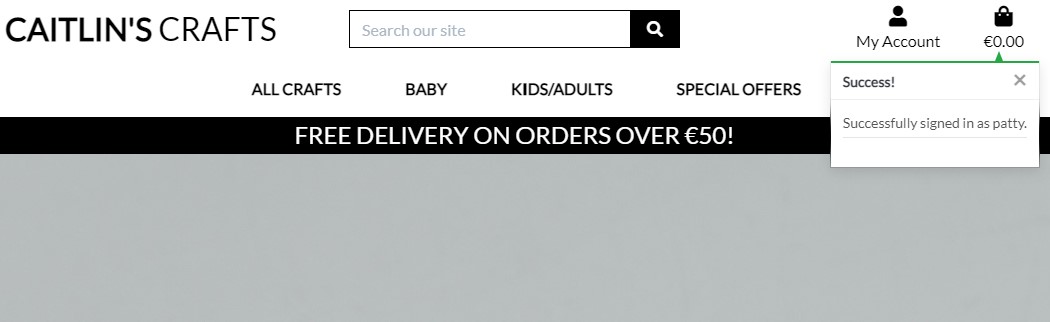 CAITLIN'S CRAFTS
Search our site
My Account
€0.00
ALL CRAFTS BABY KIDS/ADULTS SPECIAL OFFERS
Success! ×
Successfully signed in as patty.
FREE DELIVERY ON ORDERS OVER €50!